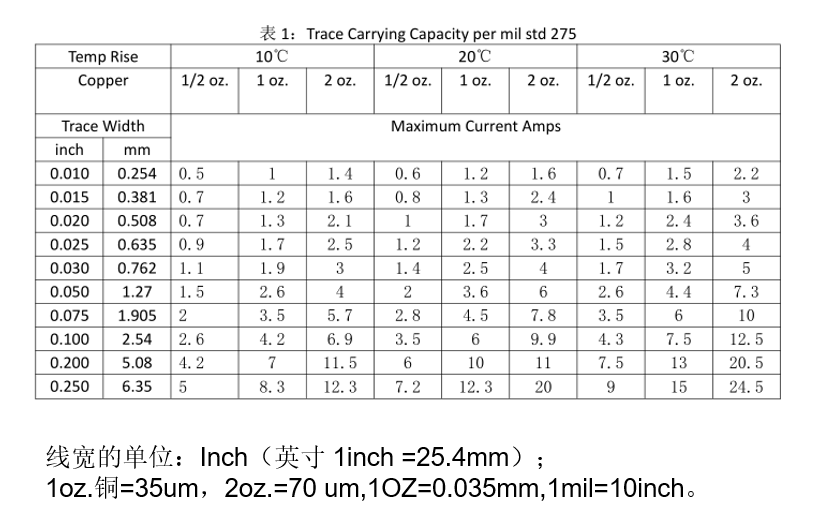 表 1：Trace Carrying Capacity per mil std 275
Temp Rise 10℃ 20℃ 30℃
Copper 1/2 oz. 1 oz. 2 oz. 1/2 oz. 1 oz. 2 oz. 1/2 oz. 1 oz. 2 oz.
Trace Width Maximum Current Amps
inch mm
0.010 0.254 0.5 1 1.4 0.6 1.2 1.6 0.7 1.5 2.2
0.015 0.381 0.7 1.2 1.6 0.8 1.3 2.4 1 1.6 3
0.020 0.508 0.7 1.3 2.1 1 1.7 3 1.2 2.4 3.6
0.025 0.635 0.9 1.7 2.5 1.2 2.2 3.3 1.5 2.8 4
0.030 0.762 1.1 1.9 3 1.4 2.5 4 1.7 3.2 5
0.050 1.27 1.5 2.6 4 2 3.6 6 2.6 4.4 7.3
0.075 1.905 2 3.5 5.7 2.8 4.5 7.8 3.5 6 10
0.100 2.54 2.6 4.2 6.9 3.5 6 9.9 4.3 7.5 12.5
0.200 5.08 4.2 7 11.5 6 10 11 7.5 13 20.5
0.250 6.35 5 8.3 12.3 7.2 12.3 20 9 15 24.5
线宽的单位：Inch（英寸 1inch =25.4mm）；
1oz.铜=35um，2oz.=70 um,1OZ=0.035mm,1mil=10inch。